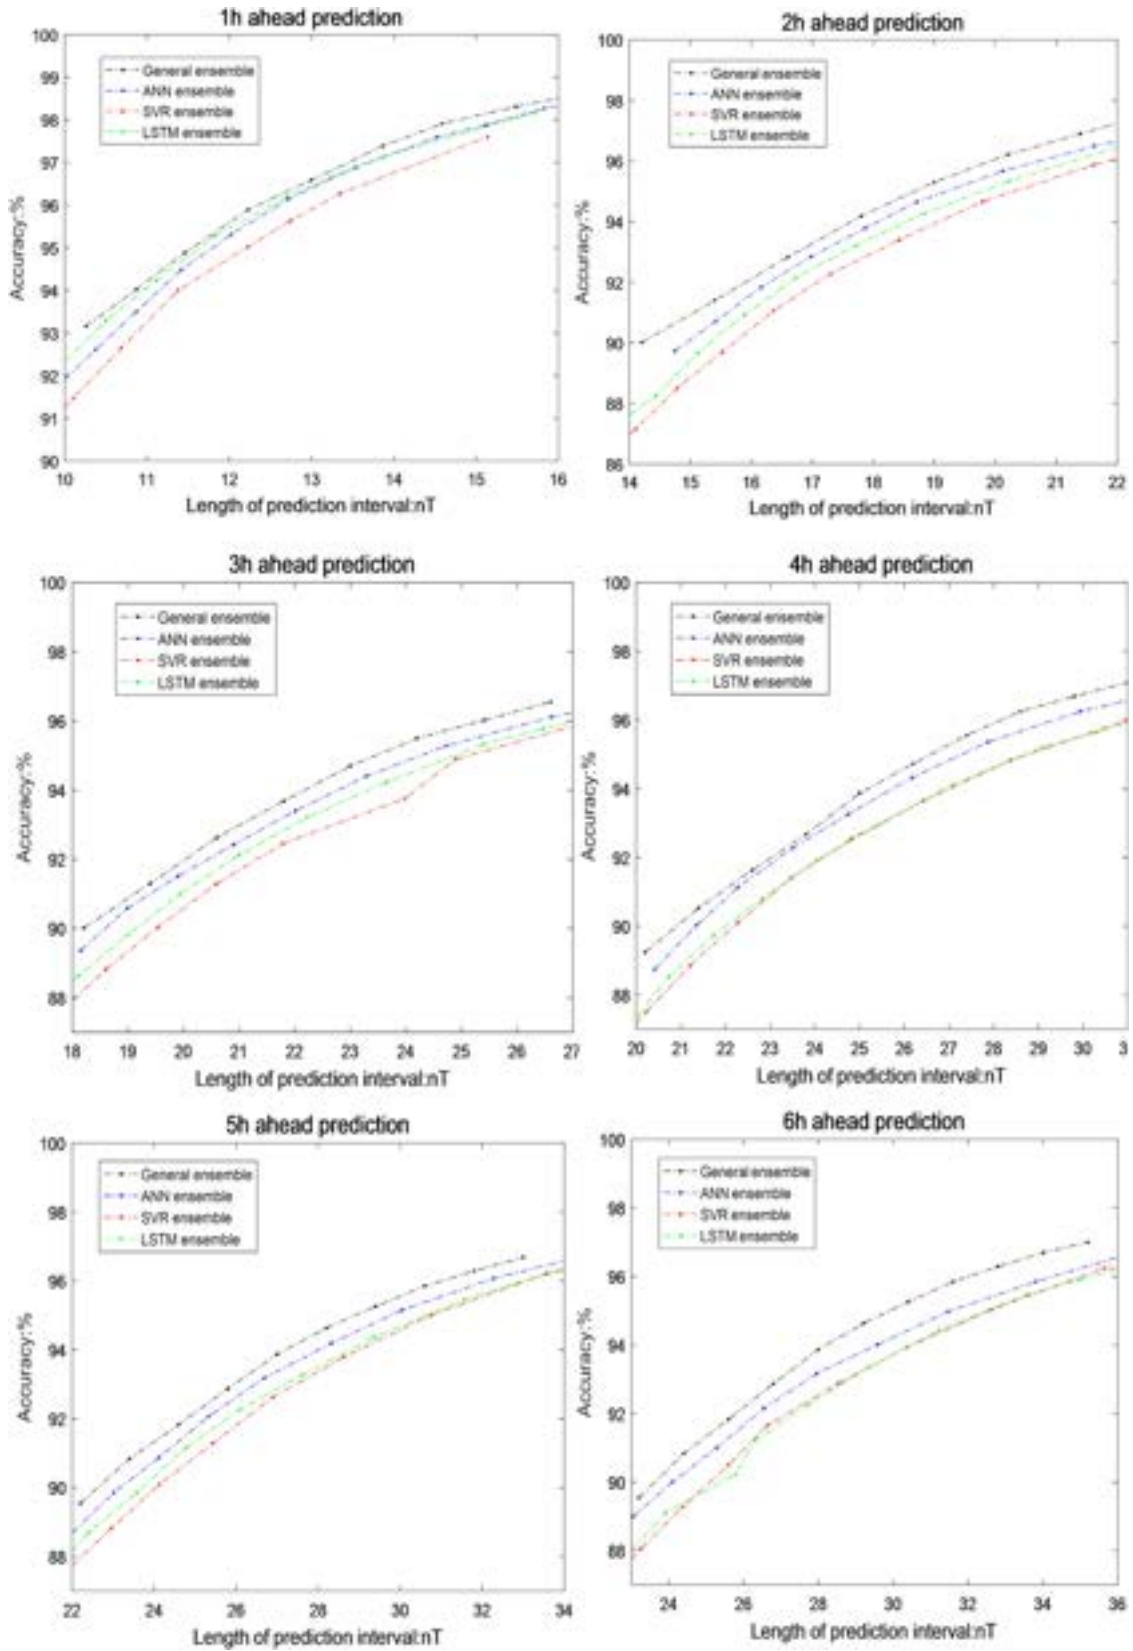 1h ahead prediction
100
99
98
97
96
95
94
93
92
91
90
Accuracy:%
General ensemble
ANN ensemble
SVR ensemble
LSTM ensemble
10 11 12 13 14 15 16
Length of prediction interval:nT
2h ahead prediction
100
98
96
94
92
90
88
86
Accuracy:%
General ensemble
ANN ensemble
SVR ensemble
LSTM ensemble
14 15 16 17 18 19 20 21 22
Length of prediction interval:nT
3h ahead prediction
100
98
96
94
92
90
88
Accuracy:%
General ensemble
ANN ensemble
SVR ensemble
LSTM ensemble
18 19 20 21 22 23 24 25 26 27
Length of prediction interval:nT
4h ahead prediction
100
98
96
94
92
90
88
Accuracy:%
General ensemble
ANN ensemble
SVR ensemble
LSTM ensemble
20 21 22 23 24 25 26 27 28 29 30
Length of prediction interval:nT
5h ahead prediction
100
98
96
94
92
90
88
Accuracy:%
General ensemble
ANN ensemble
SVR ensemble
LSTM ensemble
22 24 26 28 30 32 34
Length of prediction interval:nT
6h ahead prediction
100
98
96
94
92
90
88
Accuracy:%
General ensemble
ANN ensemble
SVR ensemble
LSTM ensemble
24 26 28 30 32 34 36
Length of prediction interval:nT